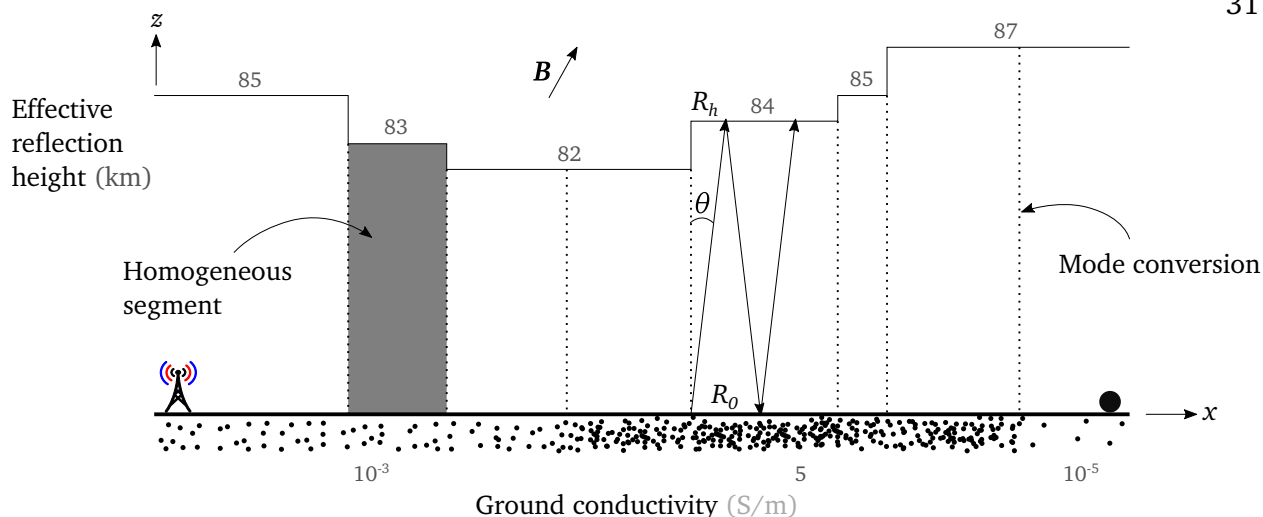 31
z
87
85
B
85
Effective
reflection
height (km)
R_h
84
83
82
θ
Homogeneous
segment
Mode conversion
R_0
x
10^-3
5
10^-5
Ground conductivity (S/m)